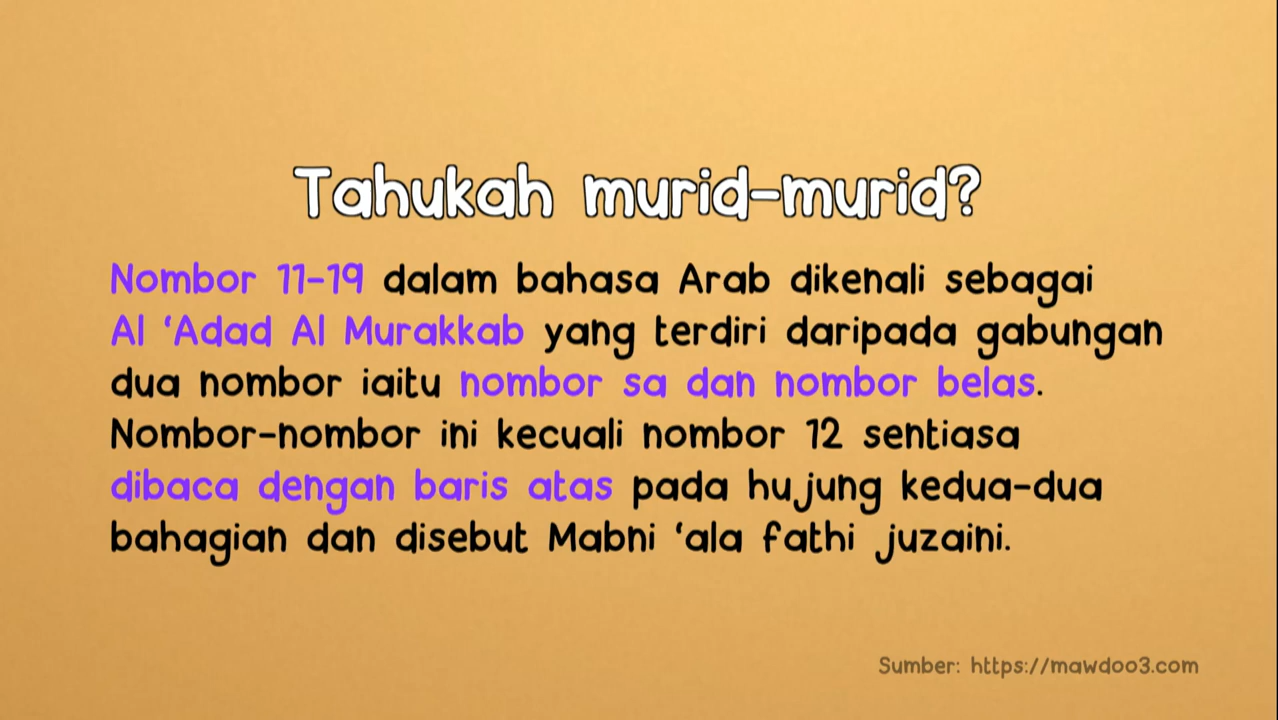 Tahukah murid-murid?
Nombor 11-19 dalam bahasa Arab dikenali sebagai
Al ‘Adad Al Murakkab yang terdiri daripada gabungan
dua nombor iaitu nombor sa dan nombor belas.
Nombor-nombor ini kecuali nombor 12 sentiasa
dibaca dengan baris atas pada hujung kedua-dua
bahagian dan disebut Mabni ‘ala fathi juzaini.
Sumber: https://mawdoo3.com